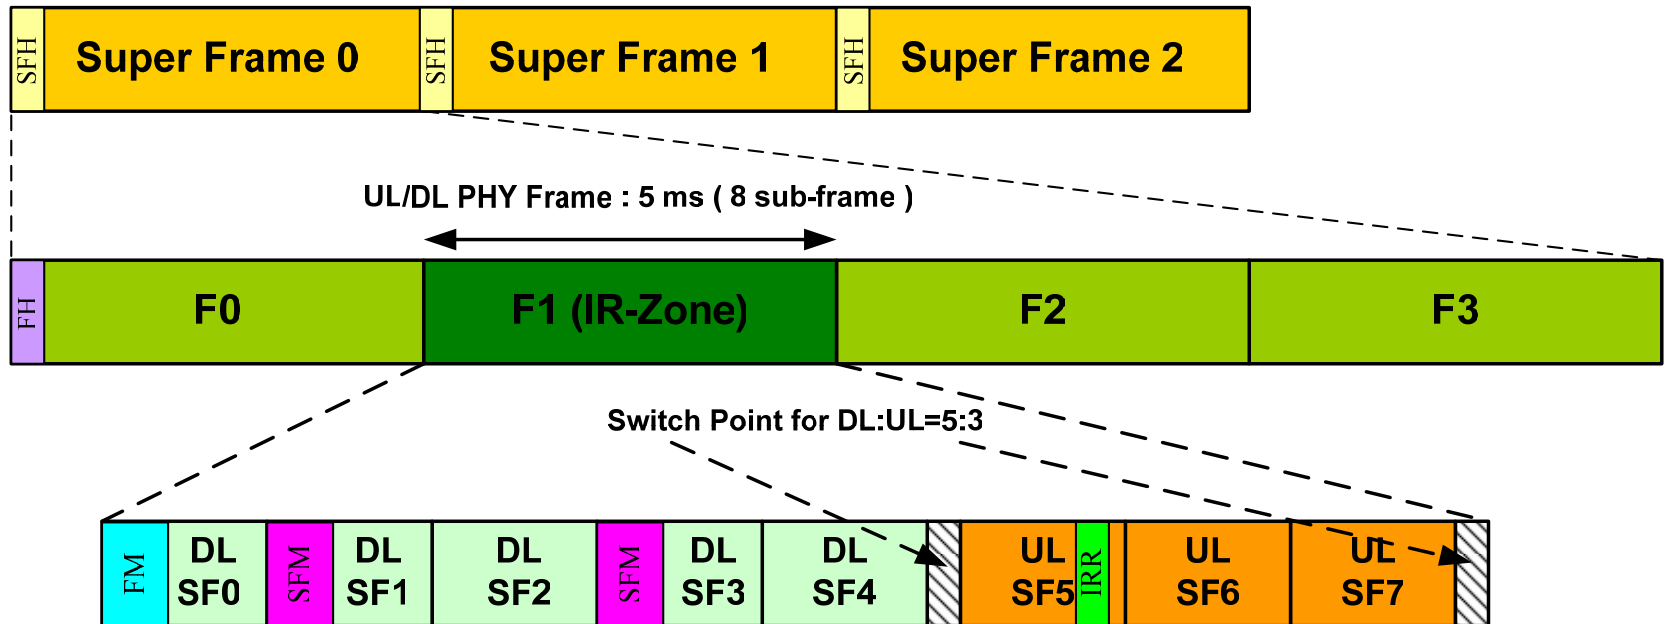 SFH Super Frame 0 SFH Super Frame 1 SFH Super Frame 2
UL/DL PHY Frame : 5 ms ( 8 sub-frame )
FH F0 F1 (IR-Zone) F2 F3
Switch Point for DL:UL=5:3
FM DL SFM DL DL SFM DL DL UL IRR UL UL
SF0 SF1 SF2 SF3 SF4 SF5 SF6 SF7